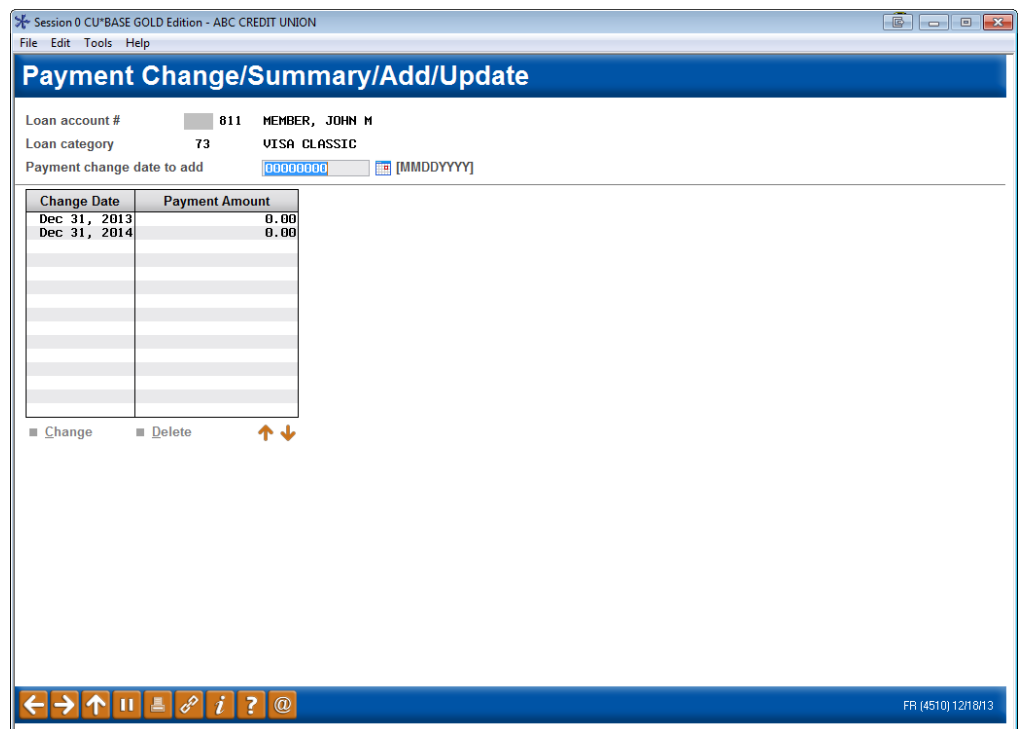 Session 0 CU*BASE GOLD Edition - ABC CREDIT UNION
File Edit Tools Help
Payment Change/Summary/Add/Update
Loan account # 811 MEMBER, JOHN M
Loan category 73 VISA CLASSIC
Payment change date to add 00000000 [MMDDYYYY]
Change Date Payment Amount
Dec 31, 2013 0.00
Dec 31, 2014 0.00
Change Delete
FR (4510) 12/18/13